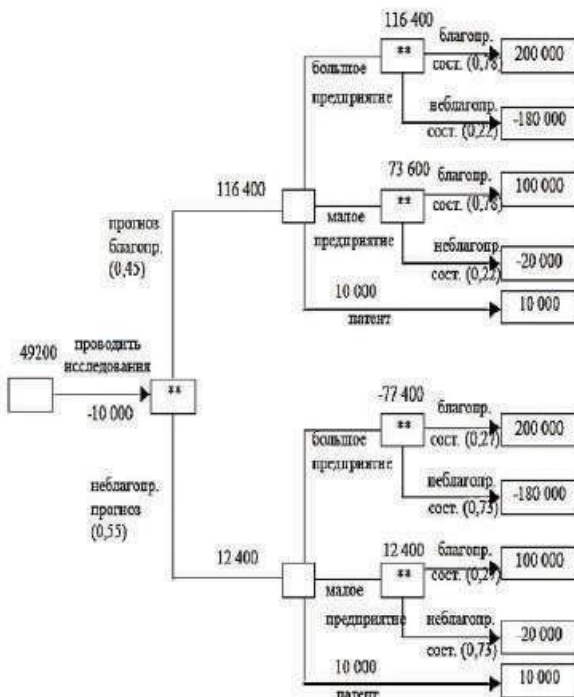 116 400
благопр.
сост. (0,78)
200 000
**
большое
предприятие
неблагопр.
сост. (0,22)
-180 000
73 600
благопр.
сост. (0,78)
100 000
116 400
**
малое
предприятие
неблагопр.
сост. (0,22)
-20 000
10 000
патент
10 000
прогноз
благопр.
(0,45)
49200
проводить
исследования
-10 000
**
неблагопр.
прогноз
(0,55)
-77 400
благопр.
сост. (0,27)
200 000
**
большое
предприятие
неблагопр.
сост. (0,73)
-180 000
12 400
12 400
благопр.
сост. (0,27)
100 000
**
малое
предприятие
неблагопр.
сост. (0,73)
-20 000
10 000
патент
10 000